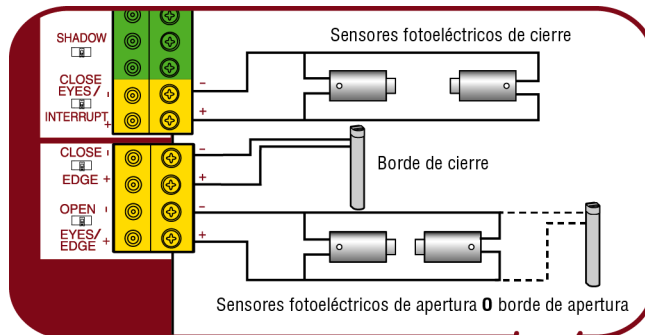 SHADOW
Sensores fotoeléctricos de cierre
CLOSE
EYES/ -
INTERRUPT +
-
+
CLOSE -
EDGE +
-
+
Borde de cierre
OPEN -
EYES/ +
EDGE
-
+
Sensores fotoeléctricos de apertura O borde de apertura